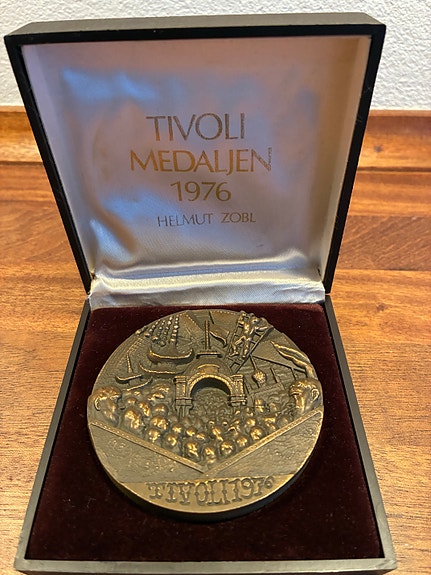 TIVOLI
MEDALJEN
1976
HELMUT ZOBL
TIVOLI 1976